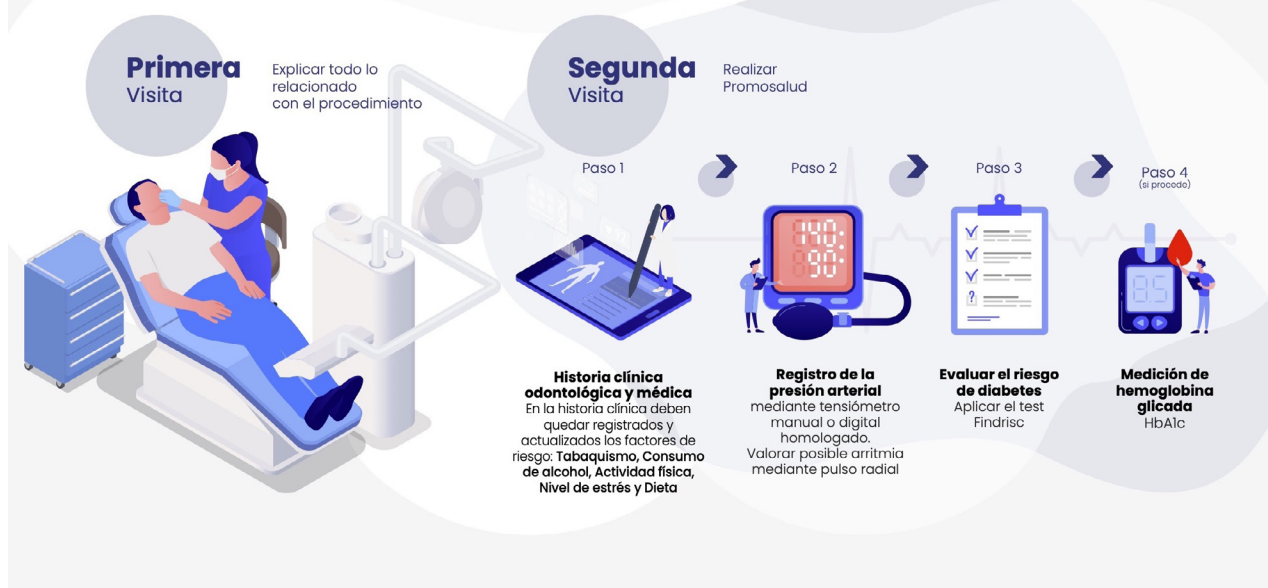 Primera
Visita
Explicar todo lo
relacionado
con el procedimiento
Segunda
Visita
Realizar
Promosalud
Paso 1
Paso 2
Paso 3
Paso 4
(si procede)
140:
90:
85
Historia clínica
odontológica y médica
En la historia clínica deben
quedar registrados y
actualizados los factores de
riesgo: Tabaquismo, Consumo
de alcohol, Actividad física,
Nivel de estrés y Dieta
Registro de la
presión arterial
mediante tensiómetro
manual o digital
homologado.
Valorar posible arritmia
mediante pulso radial
Evaluar el riesgo
de diabetes
Aplicar el test
Findrisc
Medición de
hemoglobina
glicada
HbA1c